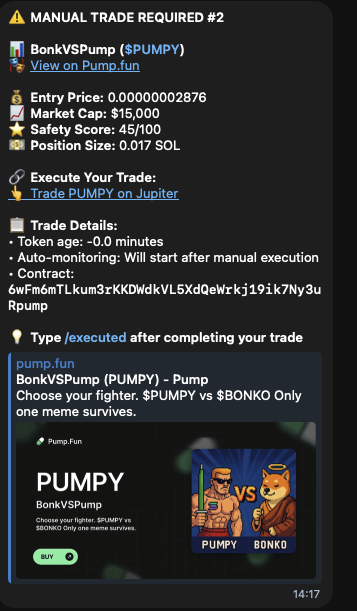 ⚠️ MANUAL TRADE REQUIRED #2
📊 BonkVSPump ($PUMPY)
View on Pump.fun
💰 Entry Price: 0.00000002876
📈 Market Cap: $15,000
⭐ Safety Score: 45/100
💵 Position Size: 0.017 SOL
🔗 Execute Your Trade:
👆 Trade PUMPY on Jupiter
📋 Trade Details:
• Token age: -0.0 minutes
• Auto-monitoring: Will start after manual execution
• Contract:
6wFm6mTLkum3rKKDWdkVL5XdQeWrkj19ik7Ny3u
Rpump
💡 Type /executed after completing your trade
pump.fun
BonkVSPump (PUMPY) - Pump
Choose your fighter. $PUMPY vs $BONKO Only
one meme survives.
Pump.Fun
PUMPY
BonkVSPump
Choose your fighter. $PUMPY vs
$BONKO Only one meme survives.
BUY
VS
PUMPY BONKO
14:17